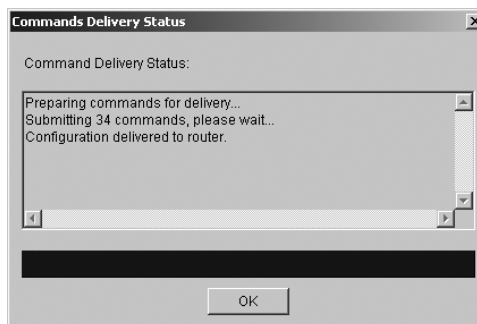 Commands Delivery Status
Command Delivery Status:
Preparing commands for delivery...
Submitting 34 commands, please wait...
Configuration delivered to router.
OK